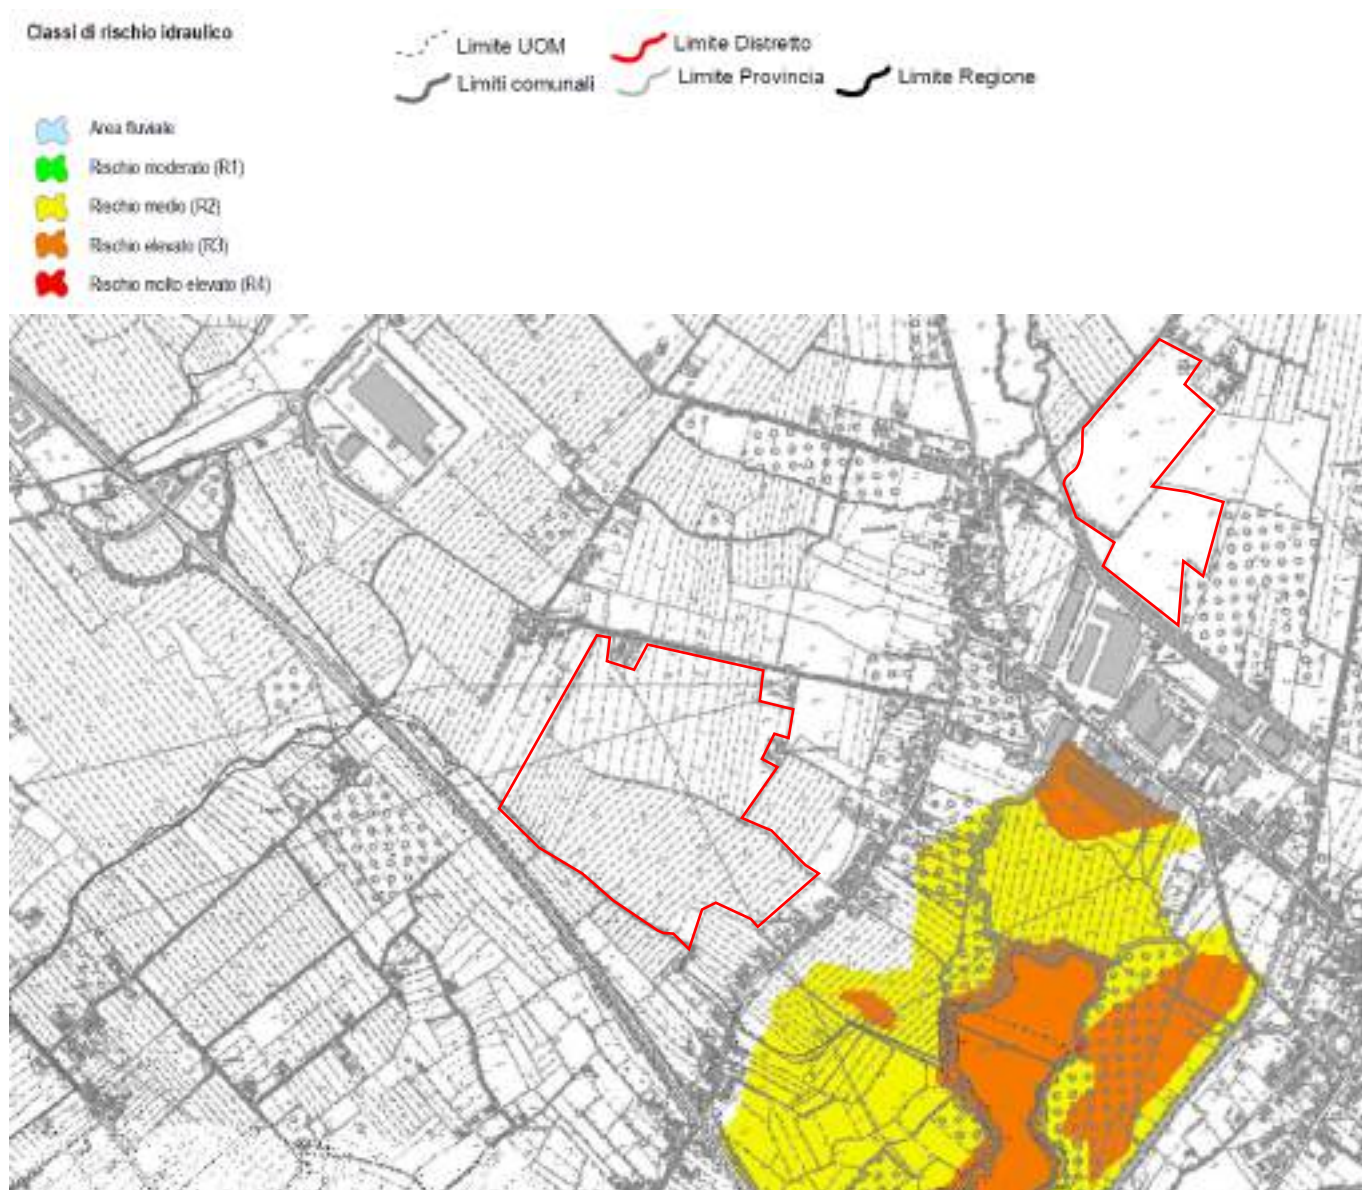 Classi di rischio idraulico
Limite UOM
Limite Distretto
Limiti comunali
Limite Provincia
Limite Regione
Area fluviale
Rischio moderato (R1)
Rischio medio (R2)
Rischio elevato (R3)
Rischio molto elevato (R4)